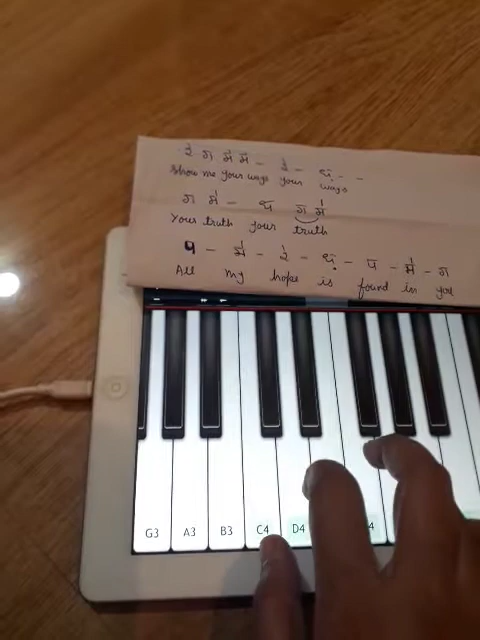 रे ग मे॑ मे॑ - रे - ध़ - -
Show me your ways your ways
ग मे॑ - प ग मे॑
Your truth your truth
प - मे॑ - रे - ध़ - प - मे॑ - ग
All my hope is found in you
G3 A3 B3 C4 D4 4